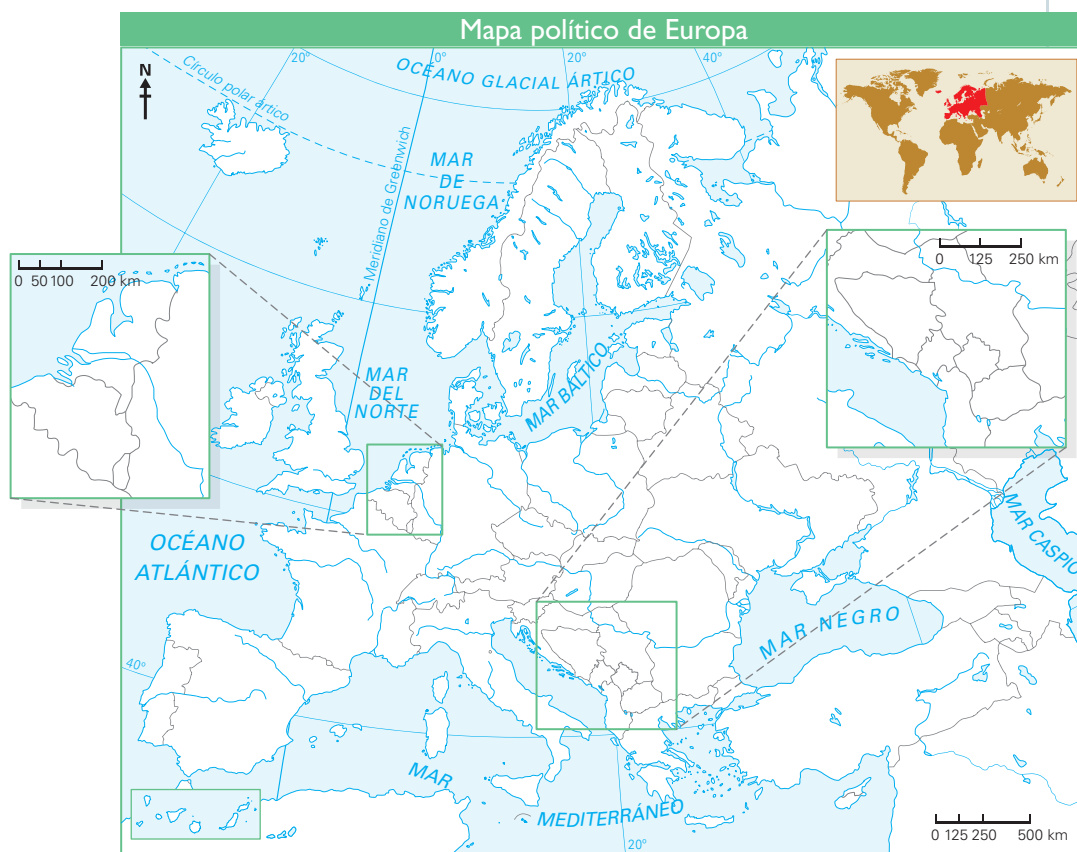 Mapa político de Europa
20°
0°
20°
40°
N
Círculo polar ártico
OCÉANO GLACIAL ÁRTICO
Meridiano de Greenwich
MAR
DE
NORUEGA
0 50 100 200 km
0 125 250 km
MAR
DEL
NORTE
MAR BÁLTICO
OCÉANO
ATLÁNTICO
MAR CASPIO
MAR NEGRO
40°
MAR
MEDITERRÁNEO
20°
0 125 250 500 km